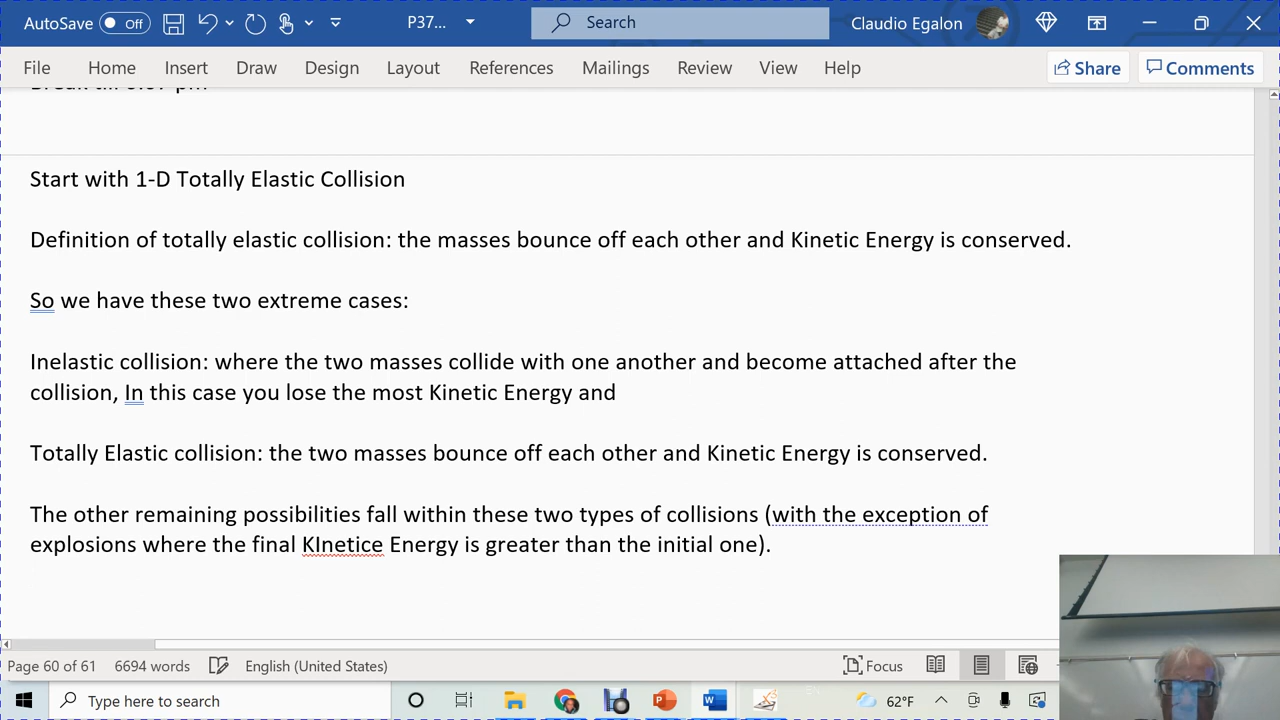 AutoSave Off P37... Search Claudio Egalon
File Home Insert Draw Design Layout References Mailings Review View Help Share Comments
Start with 1-D Totally Elastic Collision
Definition of totally elastic collision: the masses bounce off each other and Kinetic Energy is conserved.
So we have these two extreme cases:
Inelastic collision: where the two masses collide with one another and become attached after the
collision, In this case you lose the most Kinetic Energy and
Totally Elastic collision: the two masses bounce off each other and Kinetic Energy is conserved.
The other remaining possibilities fall within these two types of collisions (with the exception of
explosions where the final KInetice Energy is greater than the initial one).
Page 60 of 61 6694 words English (United States) Focus
Type here to search 62°F